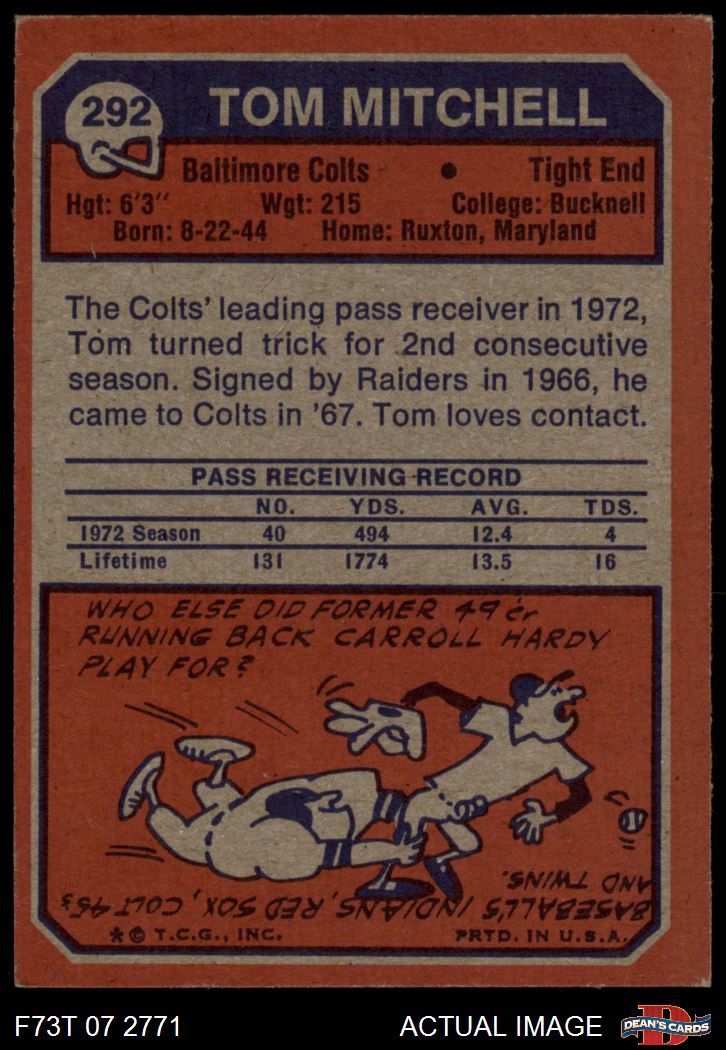 292
TOM MITCHELL
Baltimore Colts • Tight End
Hgt: 6'3" Wgt: 215 College: Bucknell
Born: 8-22-44 Home: Ruxton, Maryland
The Colts' leading pass receiver in 1972,
Tom turned trick for 2nd consecutive
season. Signed by Raiders in 1966, he
came to Colts in '67. Tom loves contact.
PASS RECEIVING RECORD
NO. YDS. AVG. TDS.
1972 Season 40 494 12.4 4
Lifetime 131 1774 13.5 16
WHO ELSE DID FORMER 49 ér
RUNNING BACK CARROLL HARDY
PLAY FOR?
BASEBALL'S INDIANS, RED SOX, COLT 45s
AND TWINS.
* © T.C.G., INC. PRTD. IN U.S.A.
F73T 07 2771 ACTUAL IMAGE
D
DEAN'S CARDS